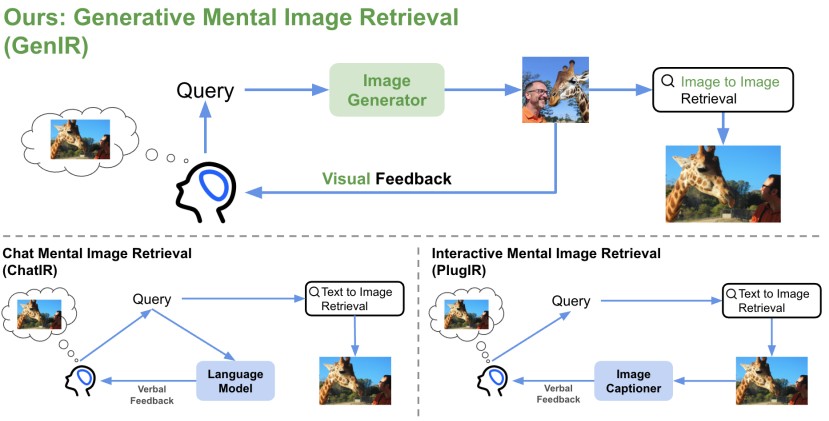 Ours: Generative Mental Image Retrieval
(GenIR)
Query
Image
Generator
Image to Image
Retrieval
Visual Feedback
Chat Mental Image Retrieval
(ChatIR)
Query
Text to Image
Retrieval
Language
Model
Verbal
Feedback
Interactive Mental Image Retrieval
(PlugIR)
Query
Text to Image
Retrieval
Image
Captioner
Verbal
Feedback